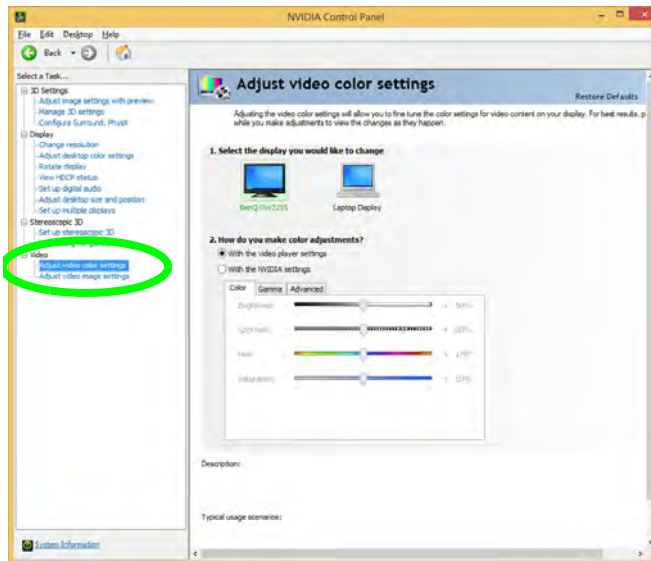 NVIDIA Control Panel
File Edit Desktop Help
Back
Select a Task...
3D Settings
Adjust image settings with preview
Manage 3D settings
Configure Surround, PhysX
Display
Change resolution
Adjust desktop color settings
Rotate display
View HDCP status
Set up digital audio
Adjust desktop size and position
Set up multiple displays
Stereoscopic 3D
Set up stereoscopic 3D
Video
Adjust video color settings
Adjust video image settings
System Information
Adjust video color settings
Restore Defaults
Adjusting the video color settings will allow you to fine tune the color settings for video content on your display. For best results, p
while you make adjustments to view the changes as they happen.
1. Select the display you would like to change
BenQ GW2255
Laptop Display
2. How do you make color adjustments?
With the video player settings
With the NVIDIA settings
Color Gamma Advanced
Brightness
Contrast
Hue
Saturation
Description:
Typical usage scenarios: